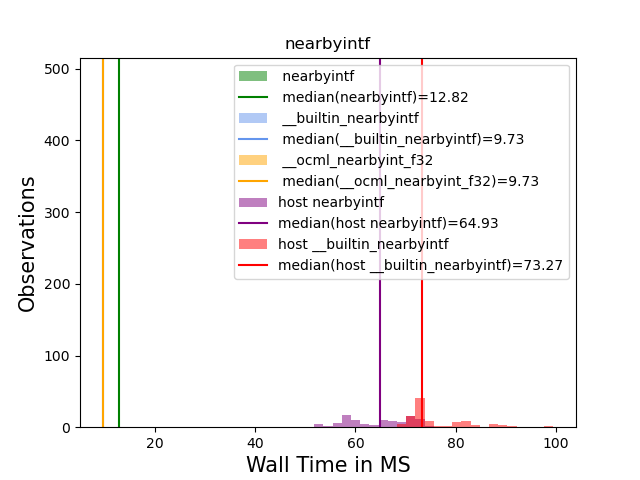 nearbyintf
500
400
300
200
100
0
Observations
nearbyintf
median(nearbyintf)=12.82
__builtin_nearbyintf
median(__builtin_nearbyintf)=9.73
__ocml_nearbyint_f32
median(__ocml_nearbyint_f32)=9.73
host nearbyintf
median(host nearbyintf)=64.93
host __builtin_nearbyintf
median(host __builtin_nearbyintf)=73.27
20 40 60 80 100
Wall Time in MS